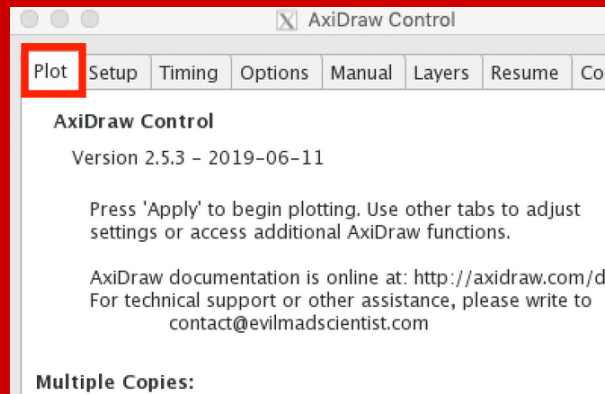 AxiDraw Control
Plot Setup Timing Options Manual Layers Resume Co
AxiDraw Control
Version 2.5.3 – 2019-06-11
Press 'Apply' to begin plotting. Use other tabs to adjust
settings or access additional AxiDraw functions.
AxiDraw documentation is online at: http://axidraw.com/d
For technical support or other assistance, please write to
contact@evilmadscientist.com
Multiple Copies: